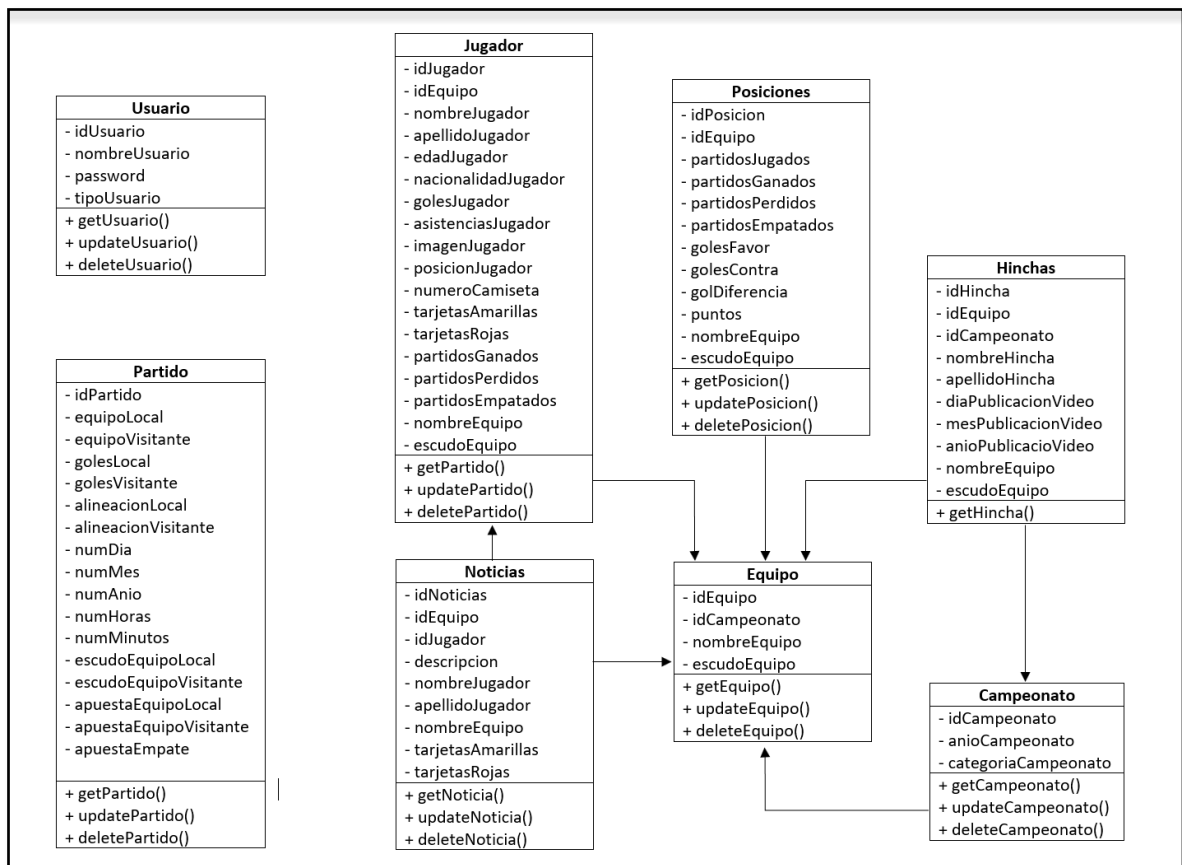 Usuario
- idUsuario
- nombreUsuario
- password
- tipoUsuario
+ getUsuario()
+ updateUsuario()
+ deleteUsuario()
Partido
- idPartido
- equipoLocal
- equipoVisitante
- golesLocal
- golesVisitante
- alineacionLocal
- alineacionVisitante
- numDia
- numMes
- numAnio
- numHoras
- numMinutos
- escudoEquipoLocal
- escudoEquipoVisitante
- apuestaEquipoLocal
- apuestaEquipoVisitante
- apuestaEmpate
+ getPartido()
+ updatePartido()
+ deletePartido()
Jugador
- idJugador
- idEquipo
- nombreJugador
- apellidoJugador
- edadJugador
- nacionalidadJugador
- golesJugador
- asistenciasJugador
- imagenJugador
- posicionJugador
- numeroCamiseta
- tarjetasAmarillas
- tarjetasRojas
- partidosGanados
- partidosPerdidos
- partidosEmpatados
- nombreEquipo
- escudoEquipo
+ getPartido()
+ updatePartido()
+ deletePartido()
Noticias
- idNoticias
- idEquipo
- idJugador
- descripcion
- nombreJugador
- apellidoJugador
- nombreEquipo
- tarjetasAmarillas
- tarjetasRojas
+ getNoticia()
+ updateNoticia()
+ deleteNoticia()
Posiciones
- idPosicion
- idEquipo
- partidosJugados
- partidosGanados
- partidosPerdidos
- partidosEmpatados
- golesFavor
- golesContra
- golDiferencia
- puntos
- nombreEquipo
- escudoEquipo
+ getPosicion()
+ updatePosicion()
+ deletePosicion()
Equipo
- idEquipo
- idCampeonato
- nombreEquipo
- escudoEquipo
+ getEquipo()
+ updateEquipo()
+ deleteEquipo()
Hinchas
- idHincha
- idEquipo
- idCampeonato
- nombreHincha
- apellidoHincha
- diaPublicacionVideo
- mesPublicacionVideo
- anioPublicacioVideo
- nombreEquipo
- escudoEquipo
+ getHincha()
Campeonato
- idCampeonato
- anioCampeonato
- categoriaCampeonato
+ getCampeonato()
+ updateCampeonato()
+ deleteCampeonato()